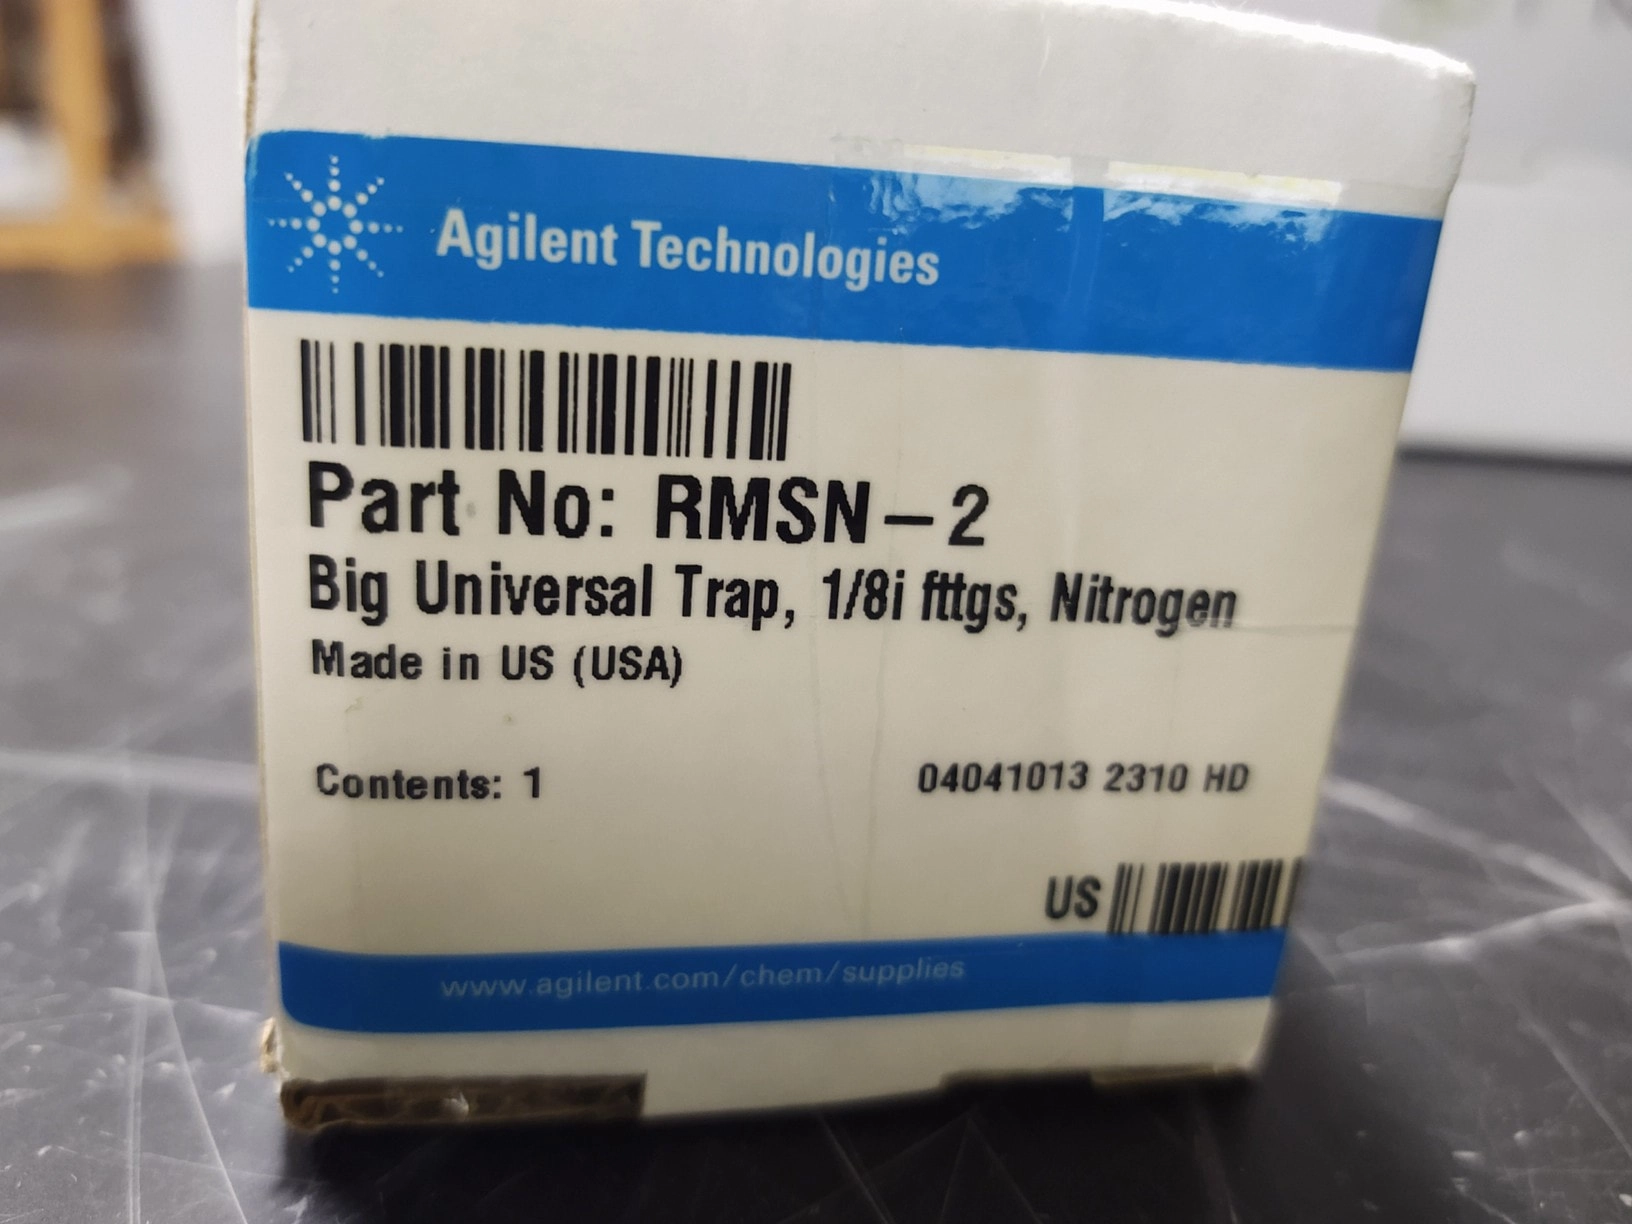 Agilent Technologies
Part No: RMSN-2
Big Universal Trap, 1/8i fttgs, Nitrogen
Made in US (USA)
Contents: 1
04041013 2310 HD
US
www.agilent.com/chem/supplies